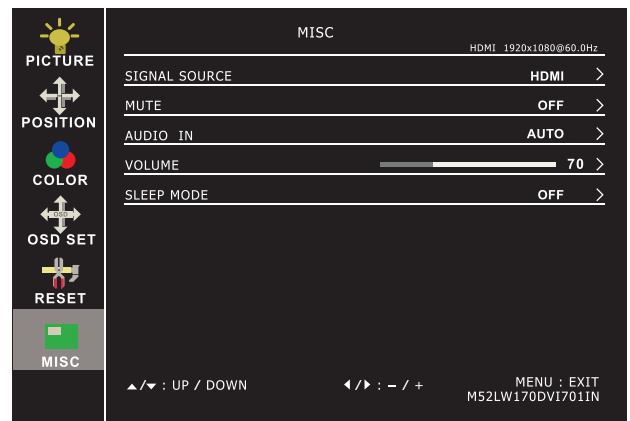 PICTURE
POSITION
COLOR
OSD
OSD SET
RESET
MISC
MISC
HDMI 1920x1080@60.0Hz
SIGNAL SOURCE HDMI >
MUTE OFF >
AUDIO IN AUTO >
VOLUME 70 >
SLEEP MODE OFF >
▲/▼ : UP / DOWN ◀/▶ : – / + MENU : EXIT
M52LW170DVI701IN